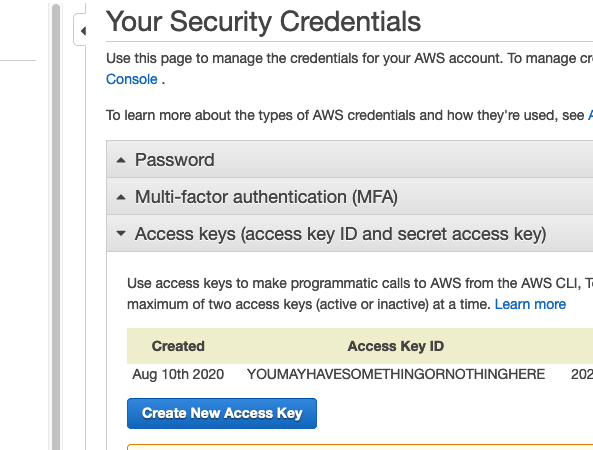 Your Security Credentials
Use this page to manage the credentials for your AWS account. To manage
Console .
To learn more about the types of AWS credentials and how they're used, see
Password
Multi-factor authentication (MFA)
Access keys (access key ID and secret access key)
Use access keys to make programmatic calls to AWS from the AWS CLI,
maximum of two access keys (active or inactive) at a time. Learn more
Created Access Key ID
Aug 10th 2020 YOUMAYHAVESOMETHINGORNOTHINGHERE 202
Create New Access Key